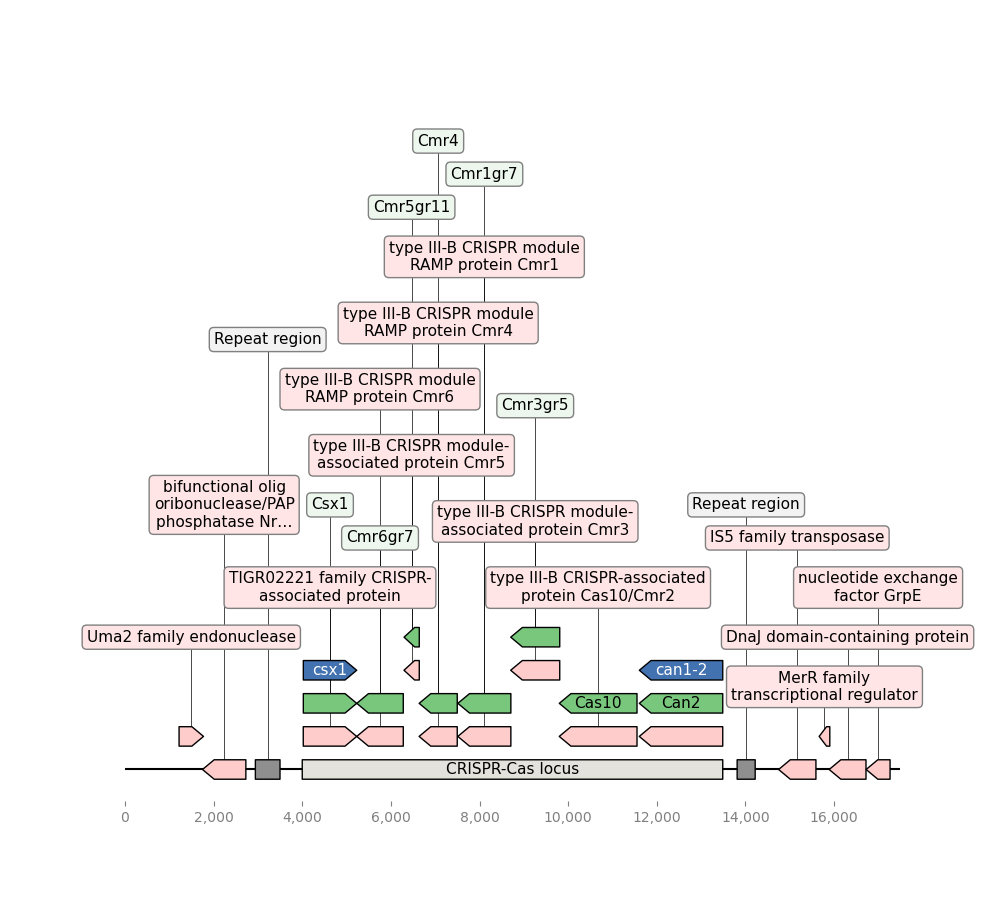 Cmr4
Cmr1gr7
Cmr5gr11
type III-B CRISPR module
RAMP protein Cmr1
type III-B CRISPR module
RAMP protein Cmr4
Repeat region
type III-B CRISPR module
RAMP protein Cmr6
Cmr3gr5
type III-B CRISPR module-
associated protein Cmr5
bifunctional olig
oribonuclease/PAP
phosphatase Nr...
Csx1
Repeat region
type III-B CRISPR module-
associated protein Cmr3
Cmr6gr7
IS5 family transposase
TIGR02221 family CRISPR-
associated protein
type III-B CRISPR-associated
protein Cas10/Cmr2
nucleotide exchange
factor GrpE
Uma2 family endonuclease
DnaJ domain-containing protein
csx1
can1-2
MerR family
transcriptional regulator
Cas10
Can2
CRISPR-Cas locus
0
2,000
4,000
6,000
8,000
10,000
12,000
14,000
16,000